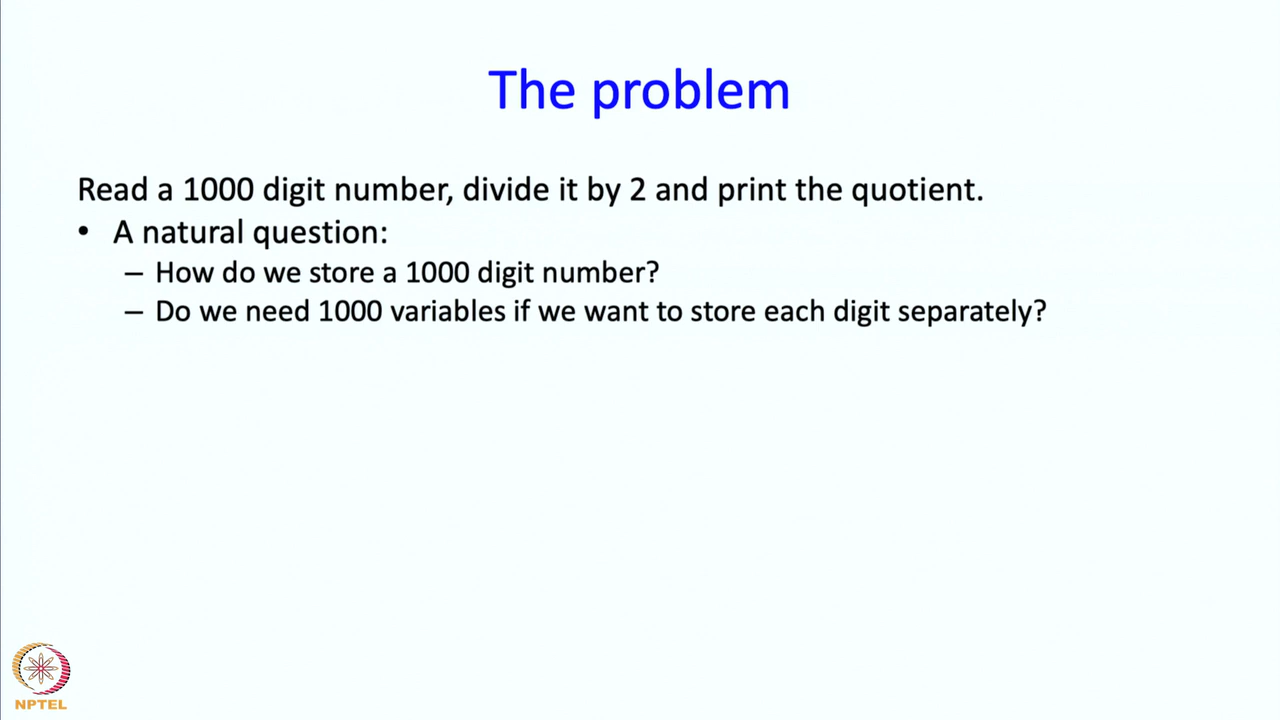 The problem
Read a 1000 digit number, divide it by 2 and print the quotient.
• A natural question:
– How do we store a 1000 digit number?
– Do we need 1000 variables if we want to store each digit separately?
NPTEL